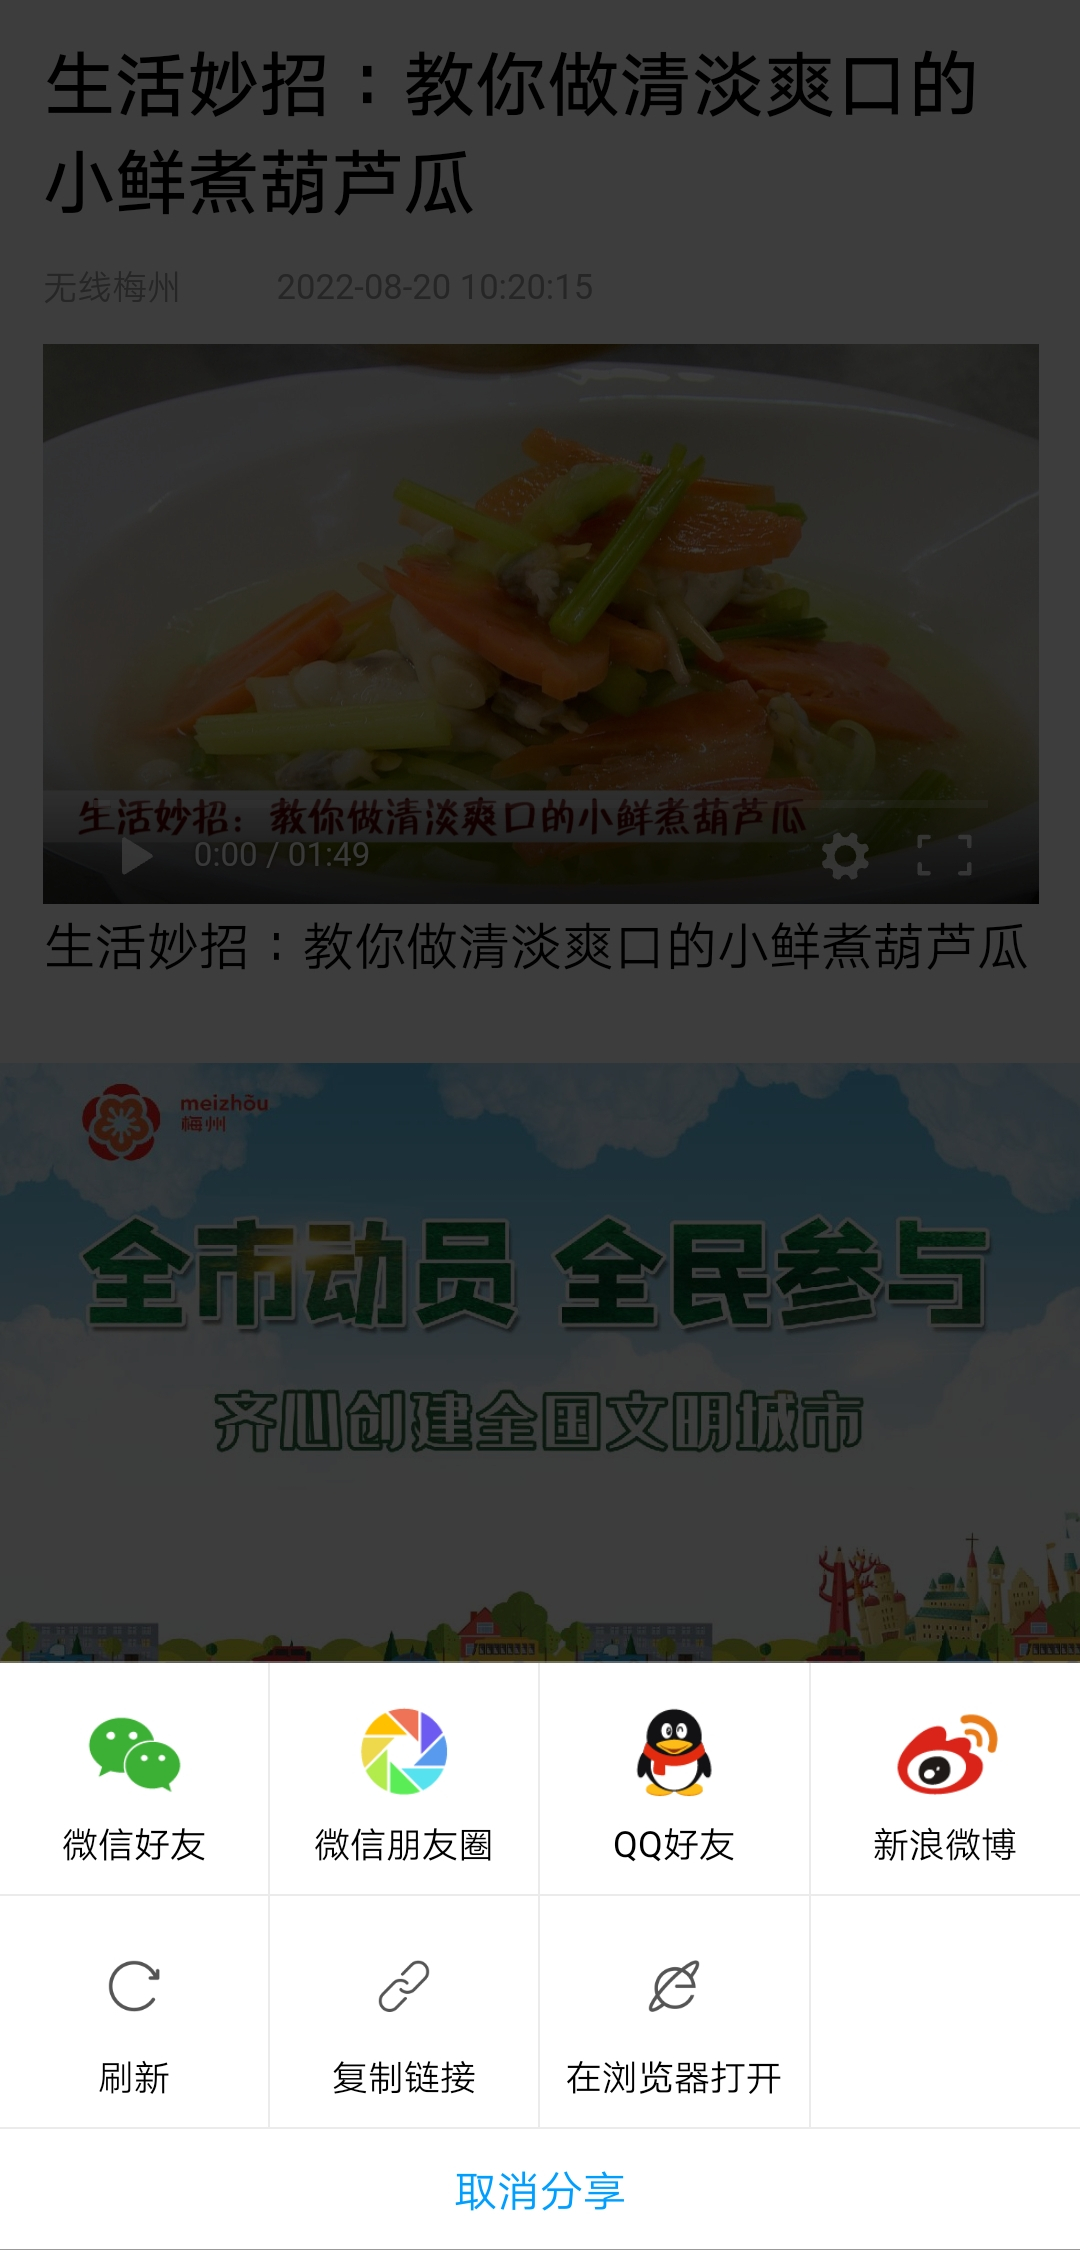 生活妙招：教你做清淡爽口的
小鲜煮葫芦瓜
无线梅州 2022-08-20 10:20:15
生活妙招：教你做清淡爽口的小鲜煮葫芦瓜
0:00 / 01:49
生活妙招：教你做清淡爽口的小鲜煮葫芦瓜
meizhōu
梅州
全市动员 全民参与
齐心创建全国文明城市
微信好友 微信朋友圈 QQ好友 新浪微博
刷新 复制链接 在浏览器打开
取消分享